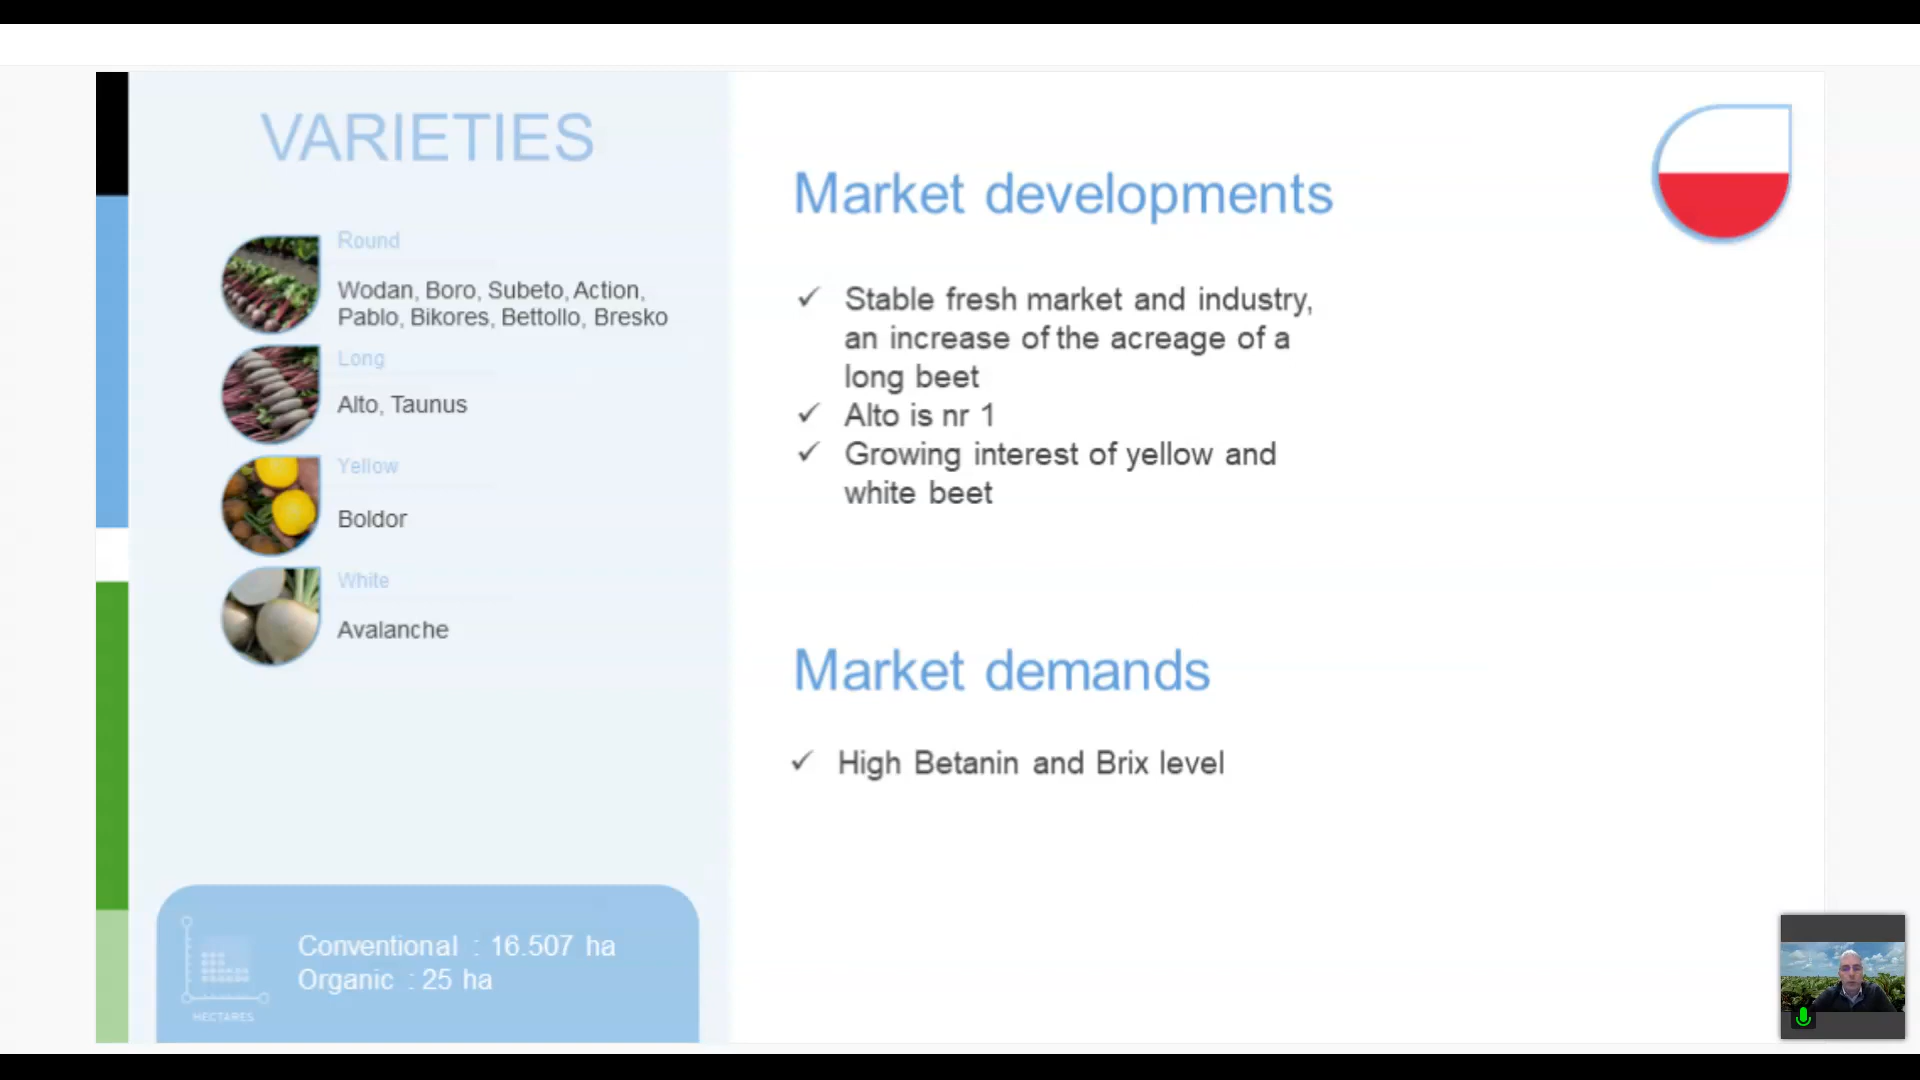 VARIETIES
Round
Wodan, Boro, Subeto, Action,
Pablo, Bikores, Bettollo, Bresko
Long
Alto, Taunus
Yellow
Boldor
White
Avalanche
Conventional : 16.507 ha
Organic : 25 ha
HECTARES
Market developments
✓ Stable fresh market and industry,
an increase of the acreage of a
long beet
✓ Alto is nr 1
✓ Growing interest of yellow and
white beet
Market demands
✓ High Betanin and Brix level